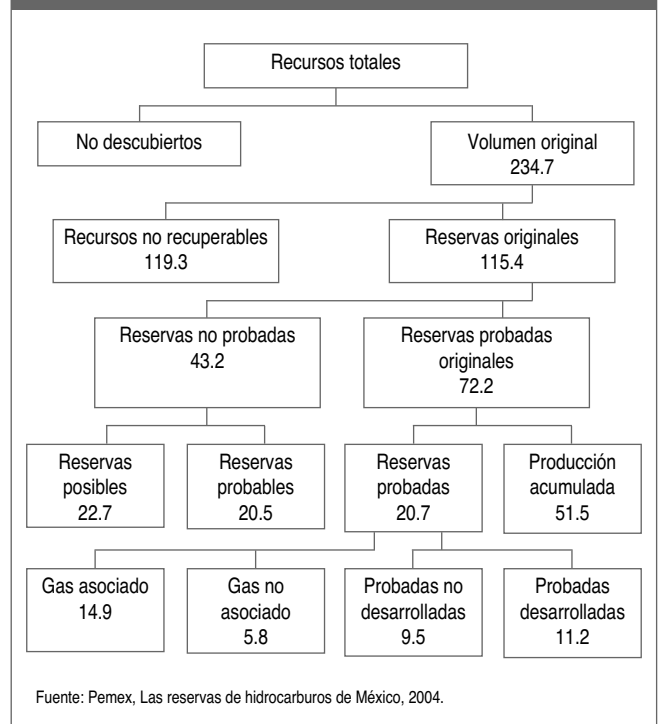 Recursos totales
No descubiertos
Volumen original
234.7
Recursos no recuperables
119.3
Reservas originales
115.4
Reservas no probadas
43.2
Reservas probadas
originales
72.2
Reservas
posibles
22.7
Reservas
probables
20.5
Reservas
probadas
20.7
Producción
acumulada
51.5
Gas asociado
14.9
Gas no
asociado
5.8
Probadas no
desarrolladas
9.5
Probadas
desarrolladas
11.2
Fuente: Pemex, Las reservas de hidrocarburos de México, 2004.